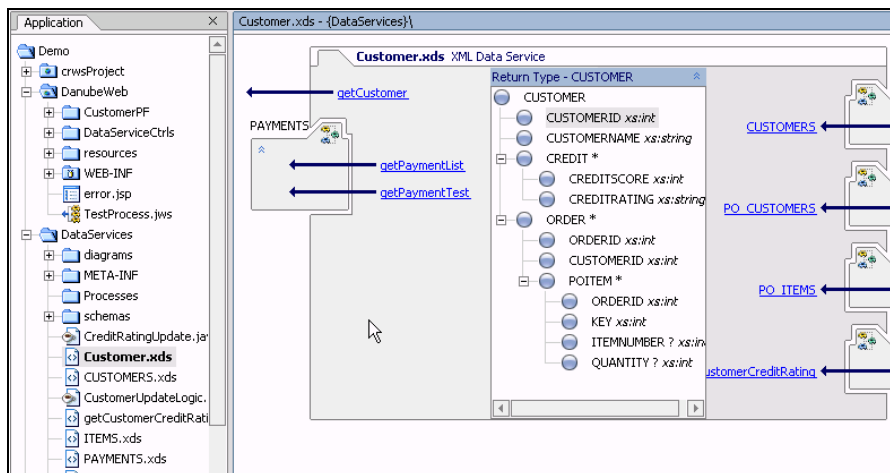 Application
Demo
crwsProject
DanubeWeb
CustomerPF
DataServiceCtrls
resources
WEB-INF
error.jsp
TestProcess.jws
DataServices
diagrams
META-INF
Processes
schemas
CreditRatingUpdate.ja
Customer.xds
CUSTOMERS.xds
CustomerUpdateLogic.
getCustomerCreditRati
ITEMS.xds
PAYMENTS.xds
Customer.xds - {DataServices}\
Customer.xds XML Data Service
getCustomer
PAYMENTS
getPaymentList
getPaymentTest
Return Type - CUSTOMER
CUSTOMER
CUSTOMERID xs:int
CUSTOMERNAME xs:string
CREDIT *
CREDITSCORE xs:int
CREDITRATING xs:string
ORDER *
ORDERID xs:int
CUSTOMERID xs:int
POITEM *
ORDERID xs:int
KEY xs:int
ITEMNUMBER ? xs:in
QUANTITY ? xs:int
CUSTOMERS
PO_CUSTOMERS
PO_ITEMS
ustomerCreditRating